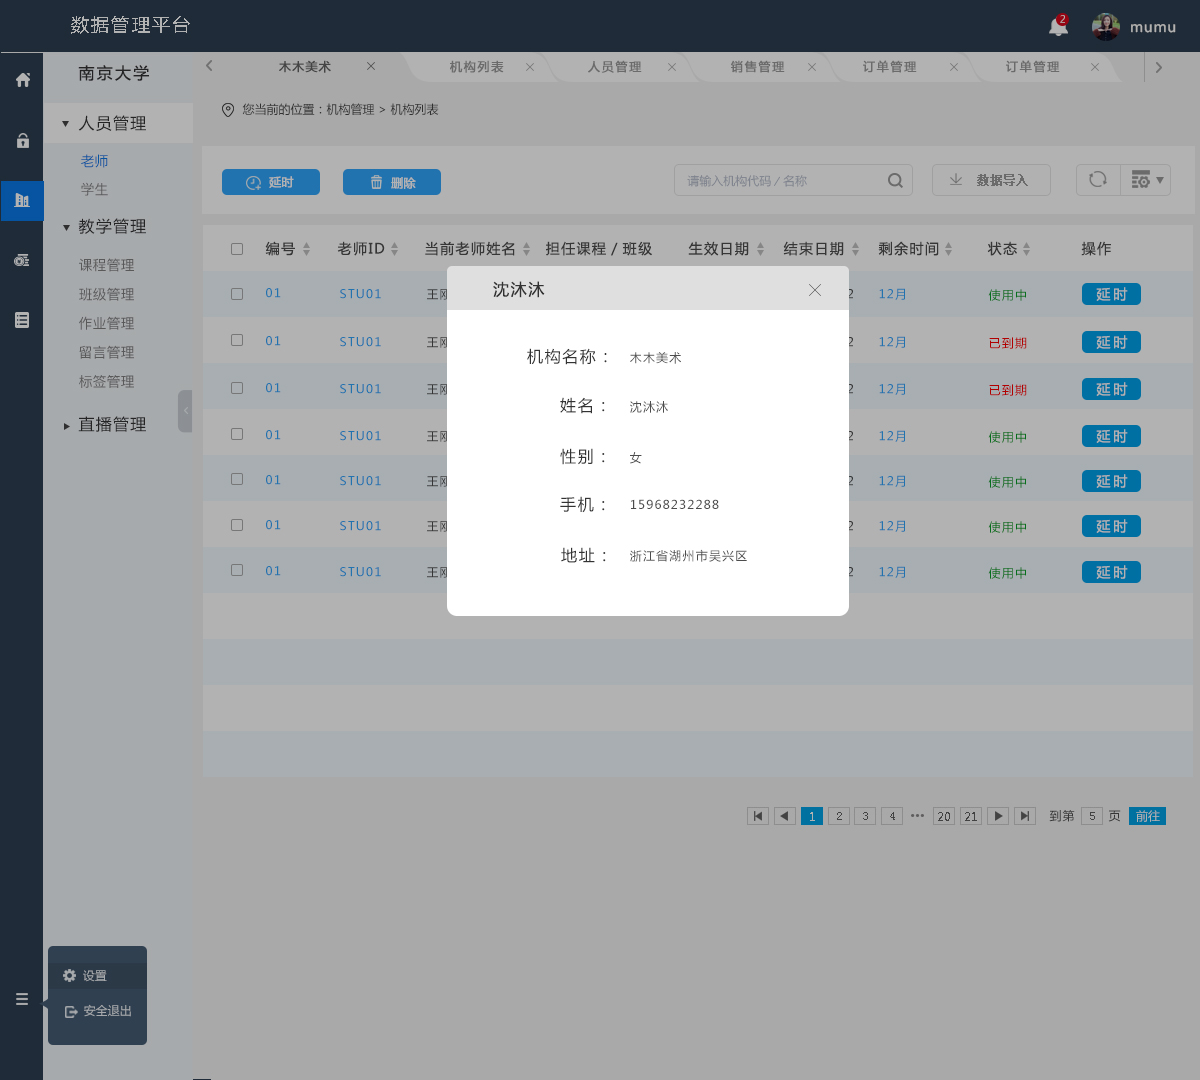 数据管理平台
2
mumu
南京大学
木木美术
机构列表
人员管理
销售管理
订单管理
订单管理
您当前的位置：机构管理 > 机构列表
人员管理
老师
学生
教学管理
课程管理
班级管理
作业管理
留言管理
标签管理
直播管理
延时
删除
请输入机构代码 / 名称
数据导入
编号 老师ID 当前老师姓名 担任课程 / 班级 生效日期 结束日期 剩余时间 状态 操作
01 STU01 王刚 2 12月 使用中 延时
01 STU01 王刚 2 12月 已到期 延时
01 STU01 王刚 2 12月 已到期 延时
01 STU01 王刚 2 12月 使用中 延时
01 STU01 王刚 2 12月 使用中 延时
01 STU01 王刚 2 12月 使用中 延时
01 STU01 王刚 2 12月 使用中 延时
沈沐沐
机构名称： 木木美术
姓名： 沈沐沐
性别： 女
手机： 15968232288
地址： 浙江省湖州市吴兴区
1 2 3 4 ··· 20 21 到第 5 页 前往
设置
安全退出